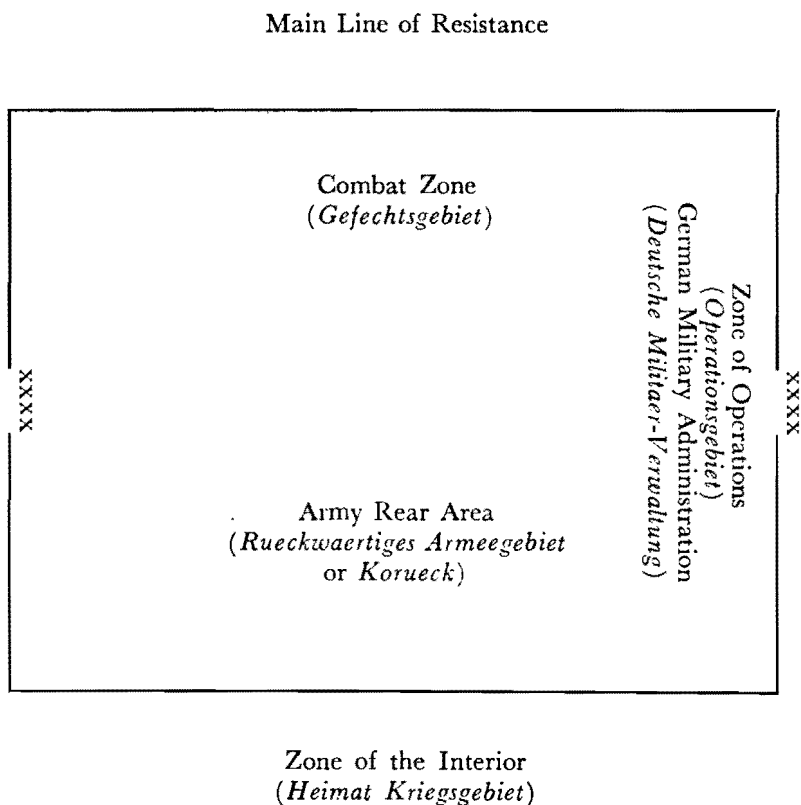 Main Line of Resistance
Combat Zone
(Gefechtsgebiet)
Zone of Operations
(Operationsgebiet)
German Military Administration
(Deutsche Militaer-Verwaltung)
xxxx
xxxx
Army Rear Area
(Rueckwaertiges Armeegebiet
or Korueck)
Zone of the Interior
(Heimat Kriegsgebiet)